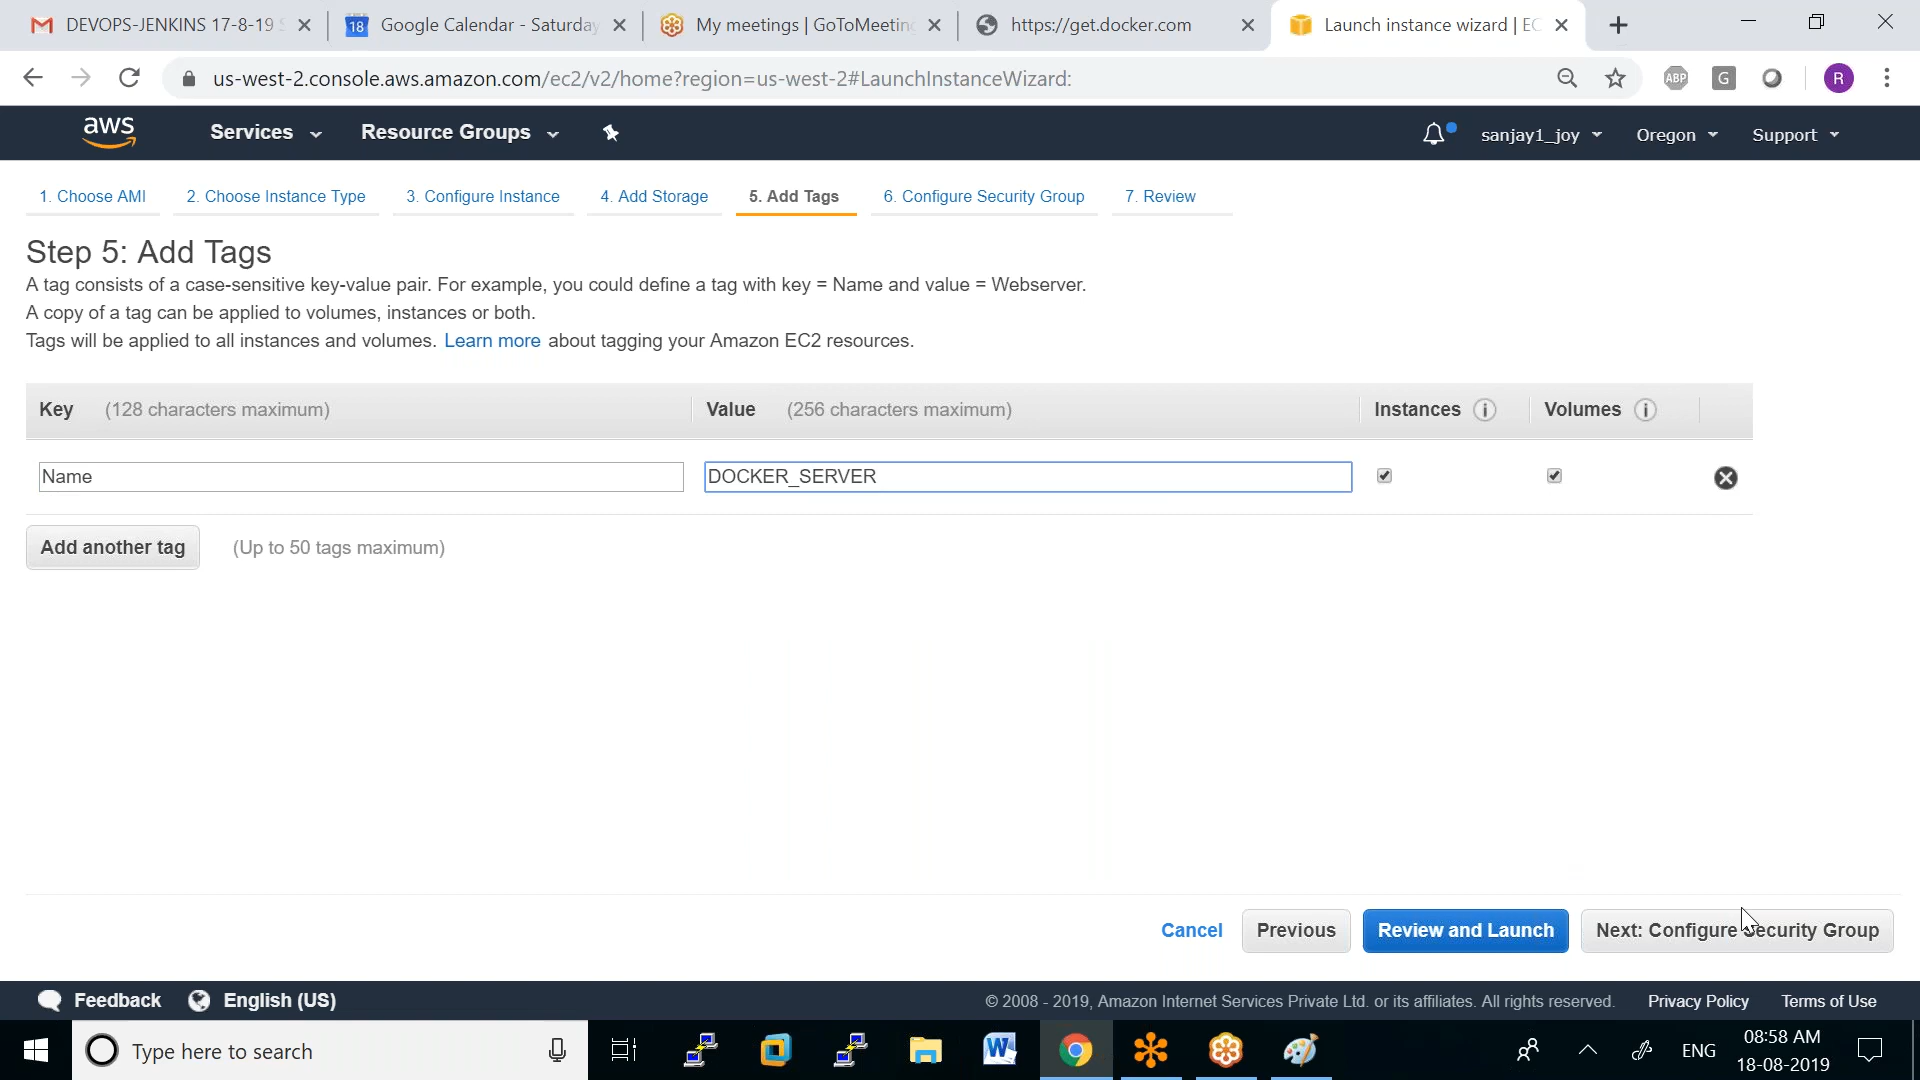 DEVOPS-JENKINS 17-8-19
Google Calendar - Saturday
My meetings | GoToMeeting
https://get.docker.com
Launch instance wizard | EC
us-west-2.console.aws.amazon.com/ec2/v2/home?region=us-west-2#LaunchInstanceWizard:
ABP
G
R
aws
Services
Resource Groups
sanjay1_joy
Oregon
Support
1. Choose AMI
2. Choose Instance Type
3. Configure Instance
4. Add Storage
5. Add Tags
6. Configure Security Group
7. Review
Step 5: Add Tags
A tag consists of a case-sensitive key-value pair. For example, you could define a tag with key = Name and value = Webserver.
A copy of a tag can be applied to volumes, instances or both.
Tags will be applied to all instances and volumes. Learn more about tagging your Amazon EC2 resources.
Key (128 characters maximum)
Value (256 characters maximum)
Instances
Volumes
Name
DOCKER_SERVER
Add another tag
(Up to 50 tags maximum)
Cancel
Previous
Review and Launch
Next: Configure Security Group
Feedback
English (US)
© 2008 - 2019, Amazon Internet Services Private Ltd. or its affiliates. All rights reserved.
Privacy Policy
Terms of Use
Type here to search
ENG
08:58 AM
18-08-2019